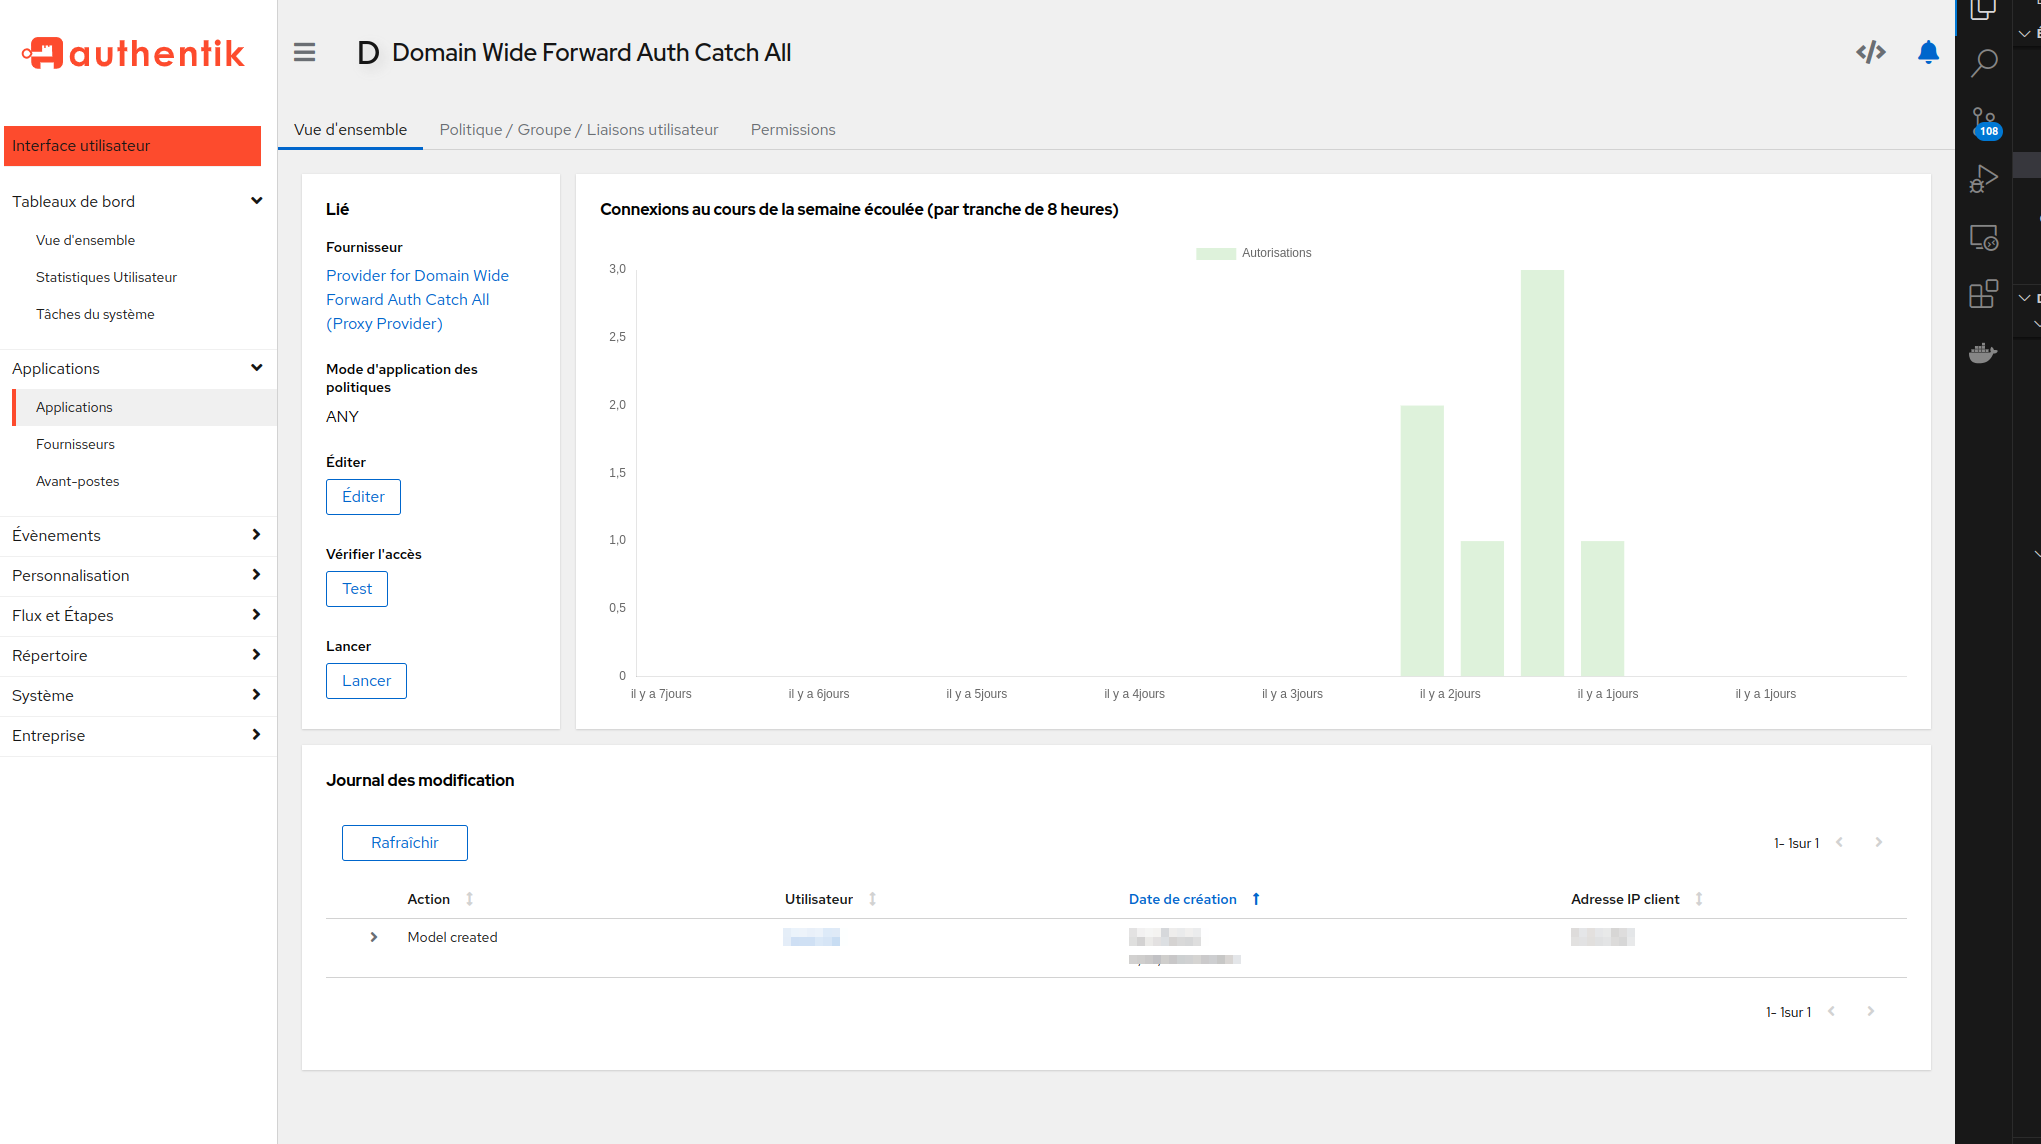 authentik
Interface utilisateur
Tableaux de bord
Vue d'ensemble
Statistiques Utilisateur
Tâches du système
Applications
Applications
Fournisseurs
Avant-postes
Évènements
Personnalisation
Flux et Étapes
Répertoire
Système
Entreprise
D Domain Wide Forward Auth Catch All
Vue d'ensemble
Politique / Groupe / Liaisons utilisateur
Permissions
Lié
Fournisseur
Provider for Domain Wide
Forward Auth Catch All
(Proxy Provider)
Mode d'application des
politiques
ANY
Éditer
Éditer
Vérifier l'accès
Test
Lancer
Lancer
Connexions au cours de la semaine écoulée (par tranche de 8 heures)
Autorisations
3,0
2,5
2,0
1,5
1,0
0,5
0
il y a 7jours
il y a 6jours
il y a 5jours
il y a 4jours
il y a 3jours
il y a 2jours
il y a 1jours
il y a 1jours
Journal des modification
Rafraîchir
1- 1sur 1
Action
Utilisateur
Date de création
Adresse IP client
Model created
1- 1sur 1
108